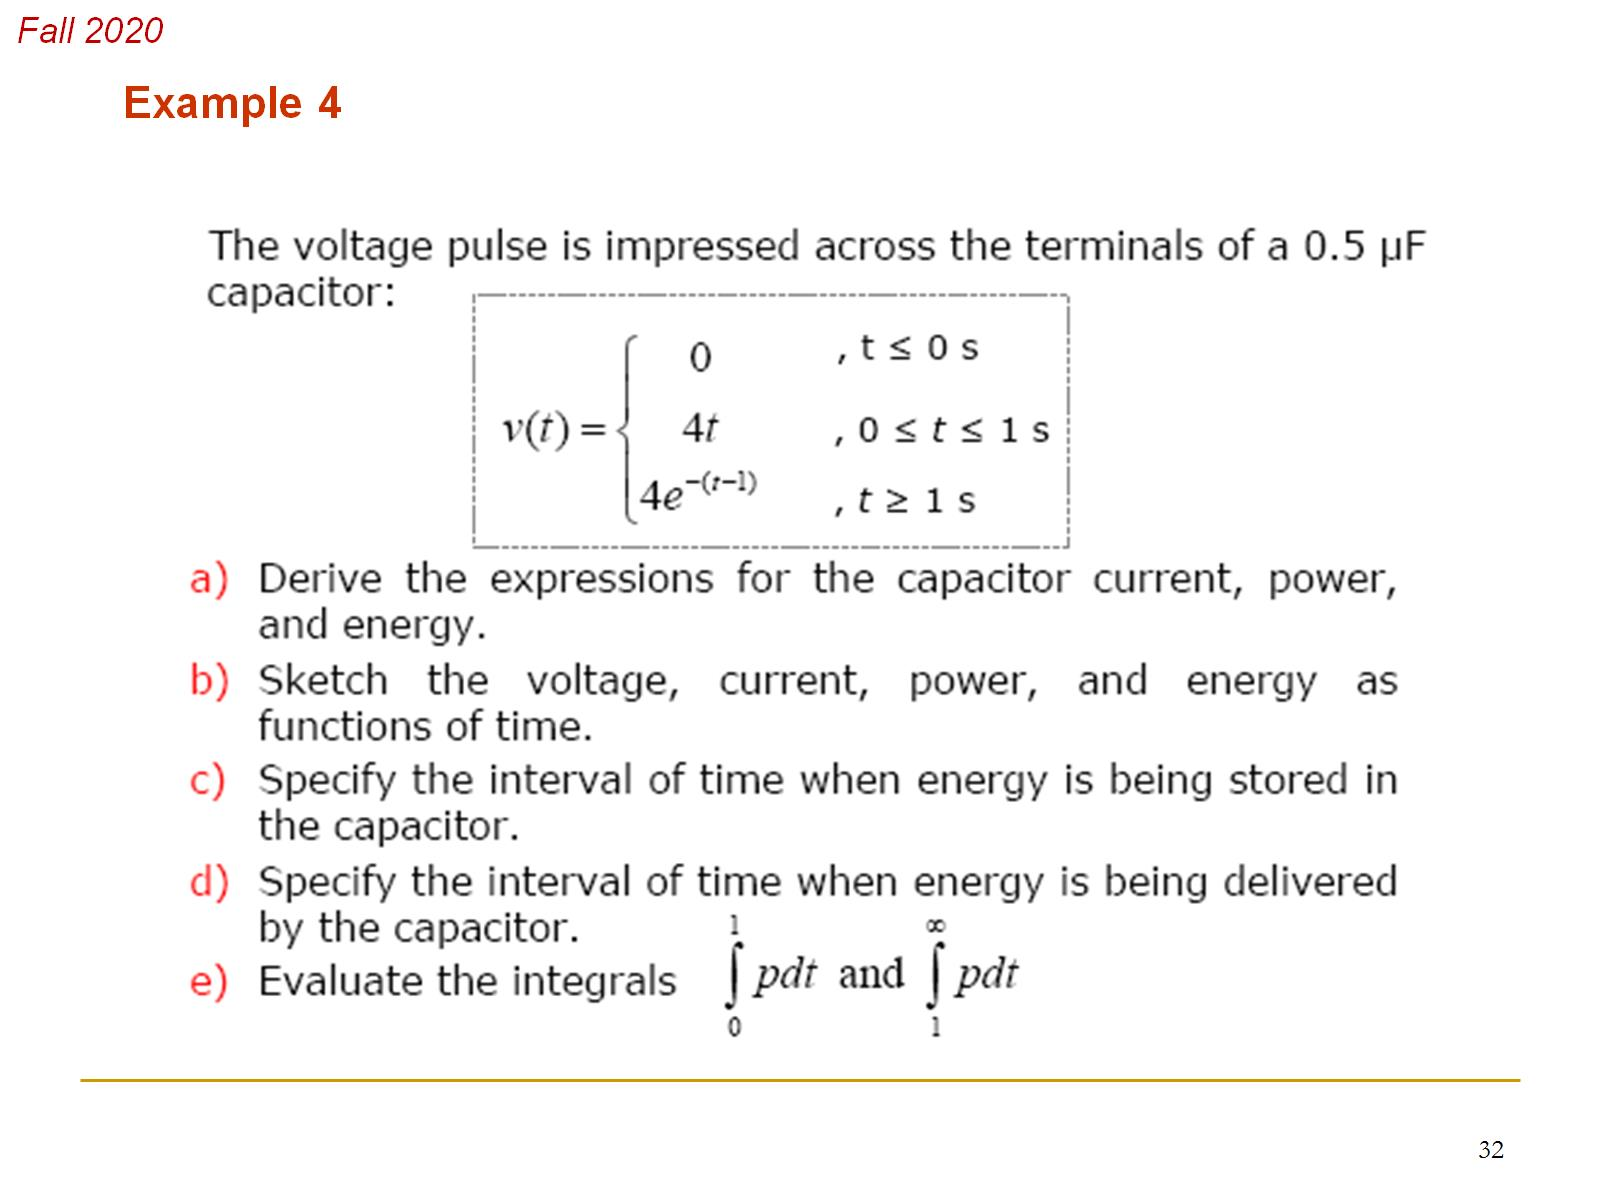 Fall 2020
Example 4
The voltage pulse is impressed across the terminals of a 0.5 μF
capacitor:
0 , t ≤ 0 s
v(t) = { 4t , 0 ≤ t ≤ 1 s
4e^{-(t-1)} , t ≥ 1 s
a) Derive the expressions for the capacitor current, power,
and energy.
b) Sketch the voltage, current, power, and energy as
functions of time.
c) Specify the interval of time when energy is being stored in
the capacitor.
d) Specify the interval of time when energy is being delivered
by the capacitor.
e) Evaluate the integrals ∫_0^1 pdt and ∫_1^∞ pdt
32